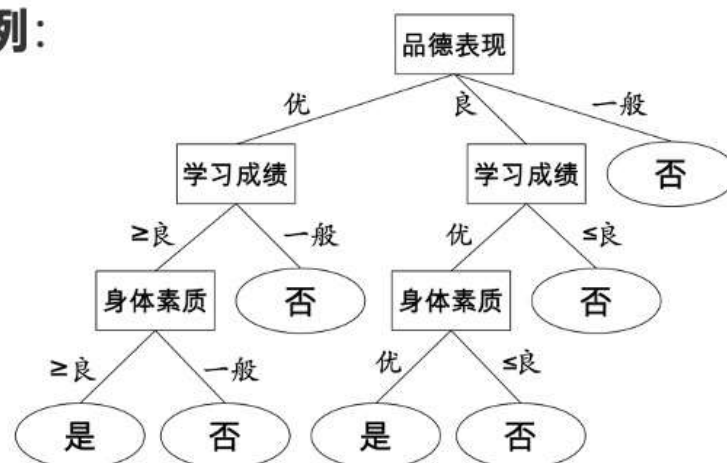 例:
品德表现
优 良 一般
学习成绩 学习成绩 否
≥良 一般 优 ≤良
身体素质 否 身体素质 否
≥良 一般 优 ≤良
是 否 是 否